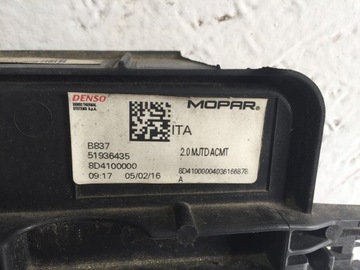 DENSO
DENSO THERMAL
SYSTEMS S.p.A.
MOPAR
ITA
B837
51936435
2.0 MJTD ACMT
8D4100000
8D41000004036166878
09:17 05/02/16
A